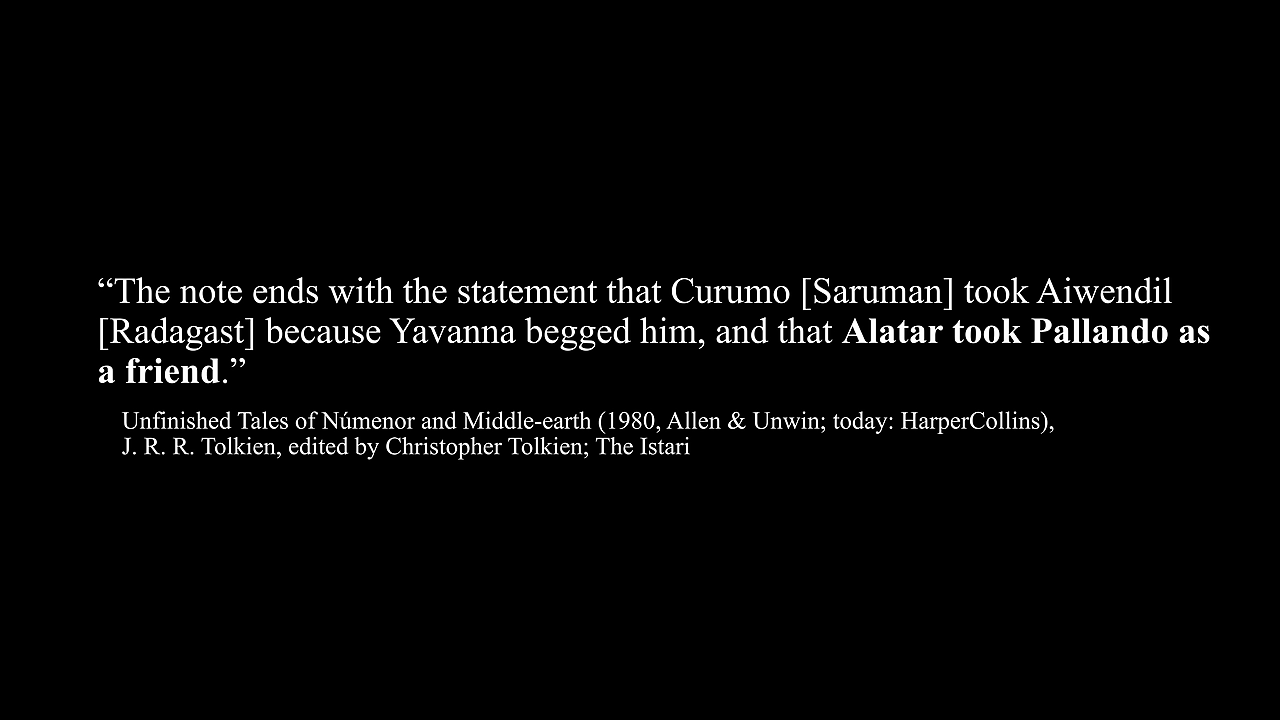 “The note ends with the statement that Curumo [Saruman] took Aiwendil
[Radagast] because Yavanna begged him, and that Alatar took Pallando as
a friend.”
Unfinished Tales of Númenor and Middle-earth (1980, Allen & Unwin; today: HarperCollins),
J. R. R. Tolkien, edited by Christopher Tolkien; The Istari